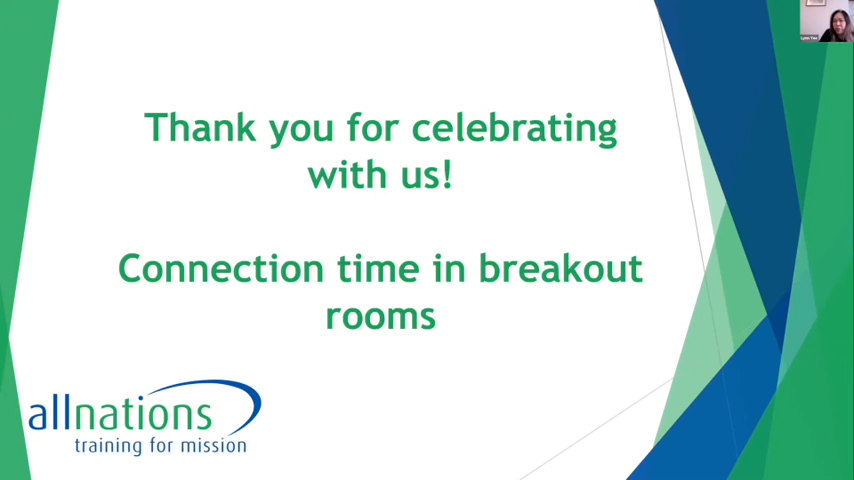 Thank you for celebrating
with us!
Connection time in breakout
rooms
allnations
training for mission